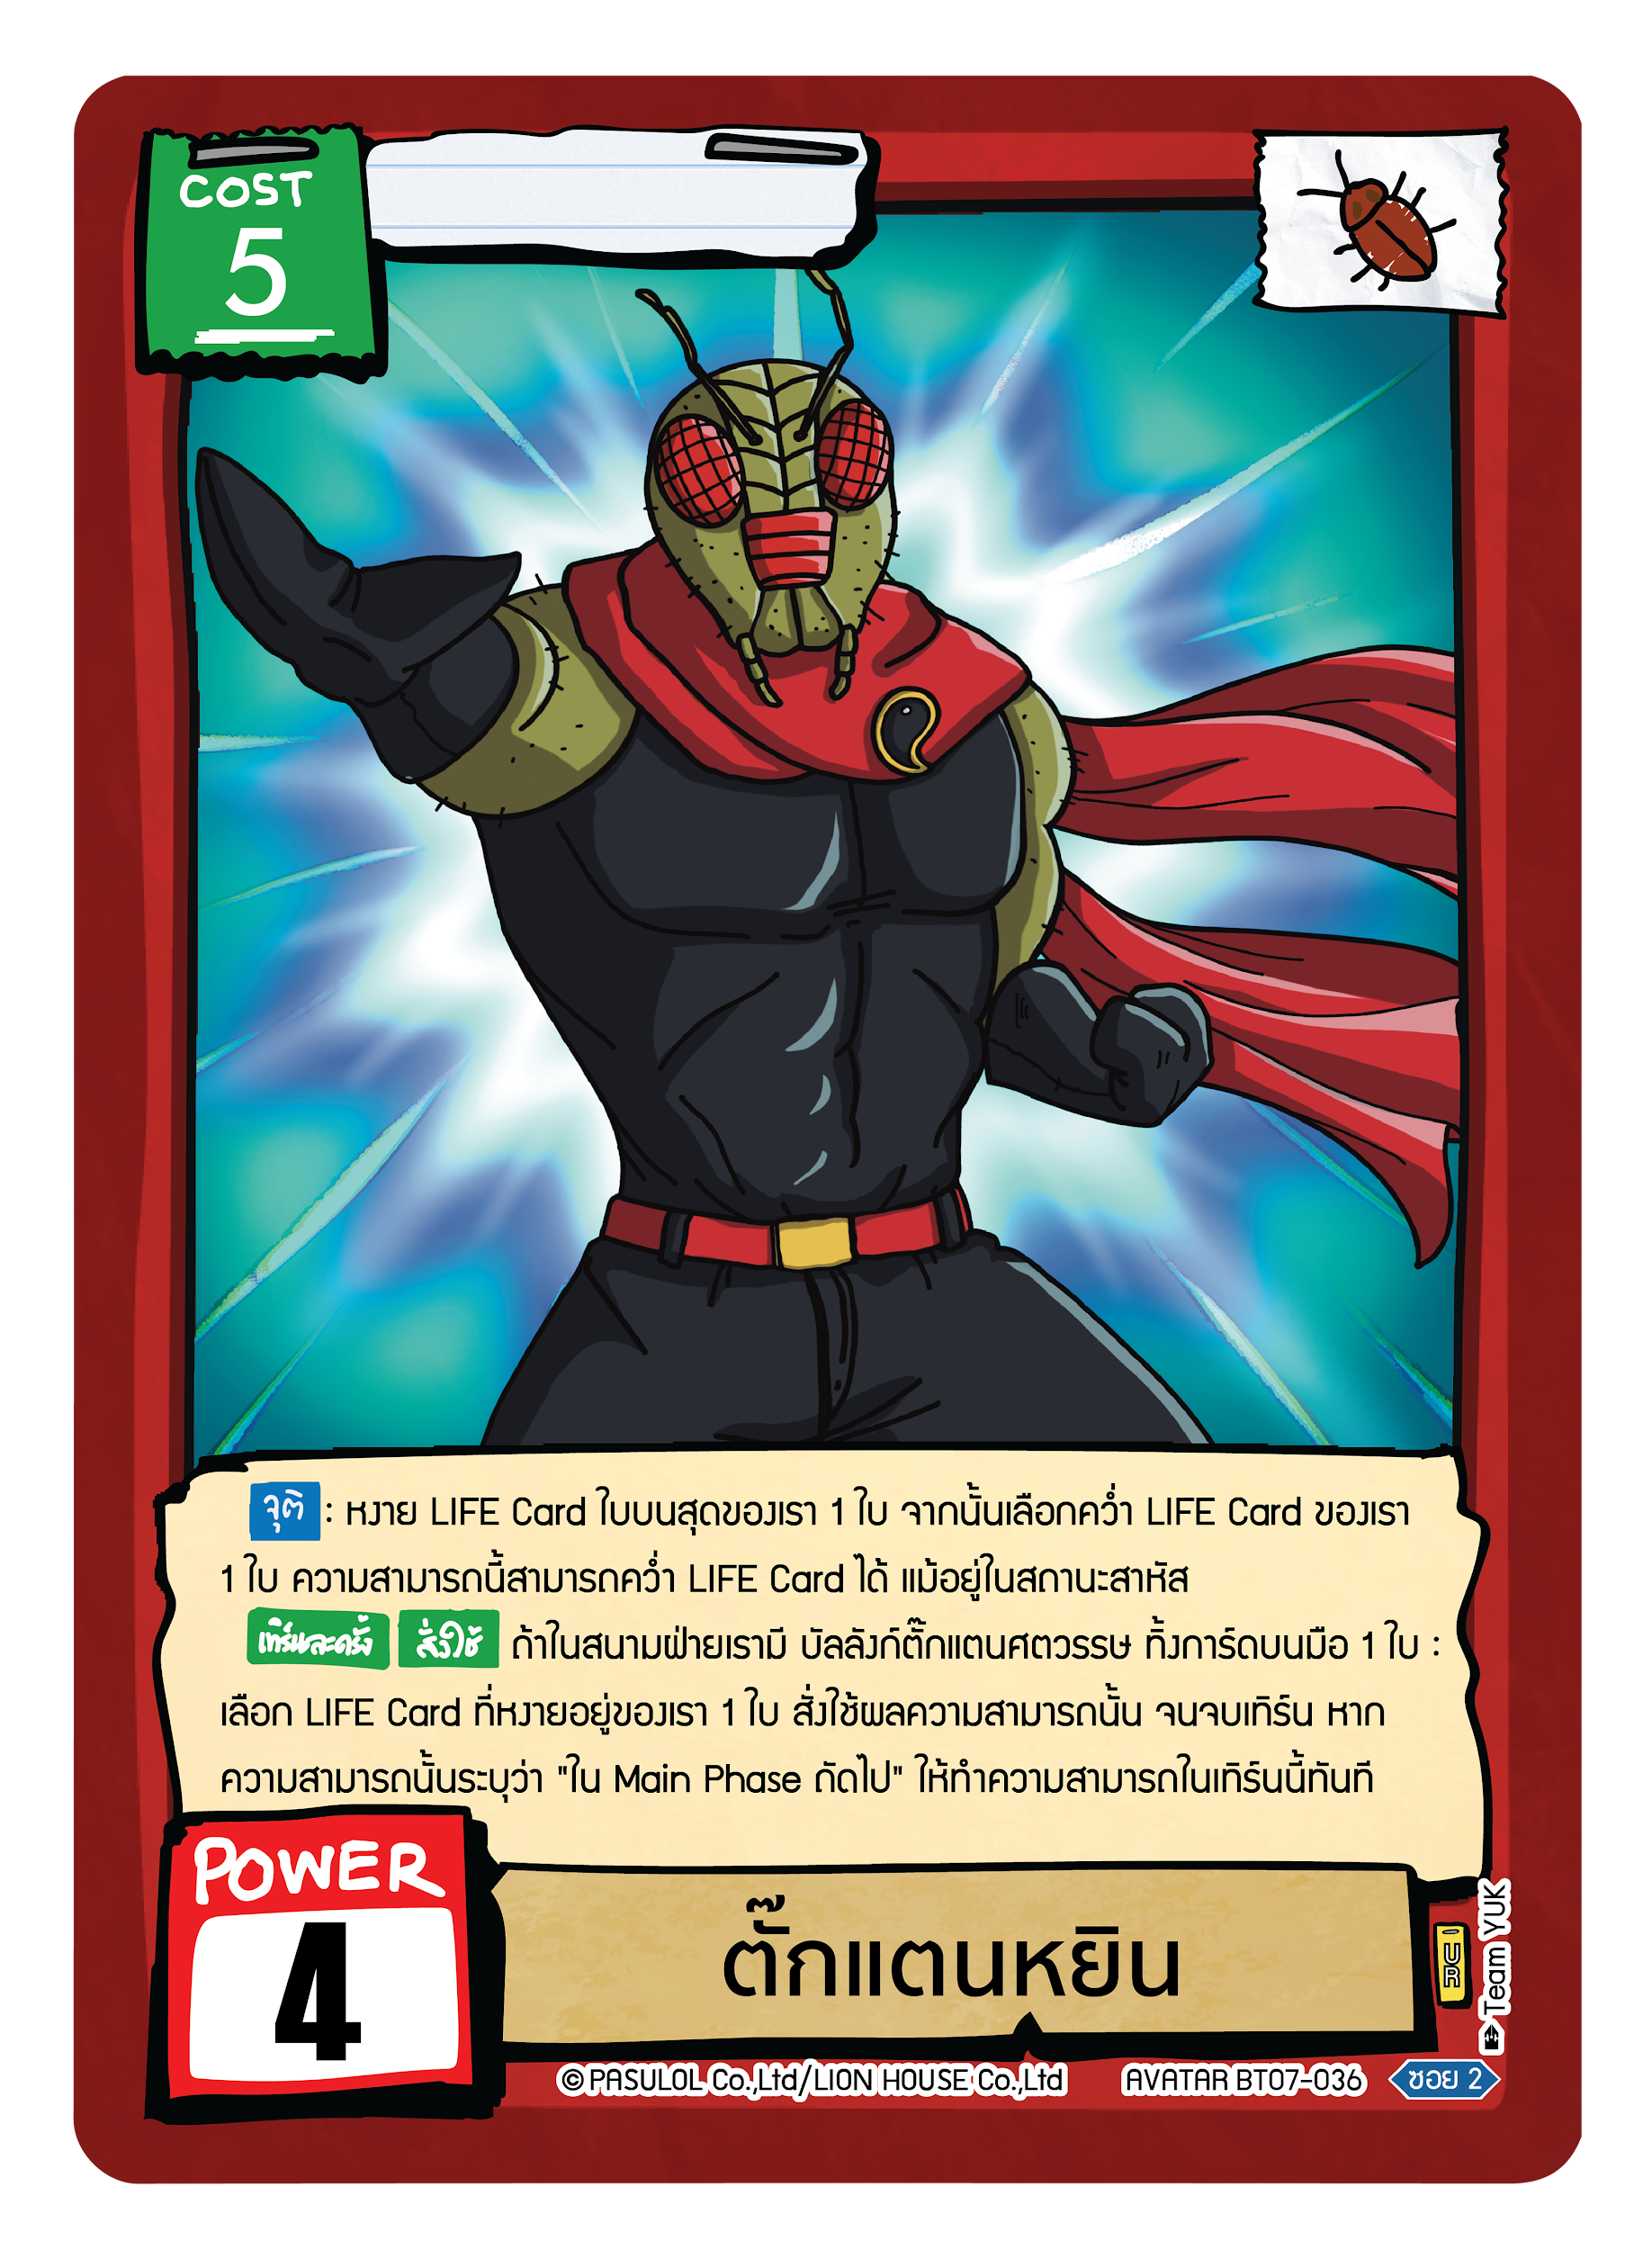 COST
5
จุติ : หงาย LIFE Card ใบบนสุดของเรา 1 ใบ จากนั้นเลือกคว่ำ LIFE Card ของเรา
1 ใบ ความสามารถนี้สามารถคว่ำ LIFE Card ได้ แม้อยู่ในสถานะสาหัส
เทิร์นละครั้ง สั่งใช้ ถ้าในสนามฝ่ายเรามี บัลลังก์ตั๊กแตนศตวรรษ ทิ้งการ์ดบนมือ 1 ใบ :
เลือก LIFE Card ที่หงายอยู่ของเรา 1 ใบ สั่งใช้ผลความสามารถนั้น จนจบเทิร์น หาก
ความสามารถนั้นระบุว่า "ใน Main Phase ถัดไป" ให้ทำความสามารถในเทิร์นนี้ทันที
POWER
4
ตั๊กแตนหยิน
UR
Team YUK
© PASULOL Co.,Ltd/LION HOUSE Co.,Ltd
AVATAR BT07-036
ซอย 2